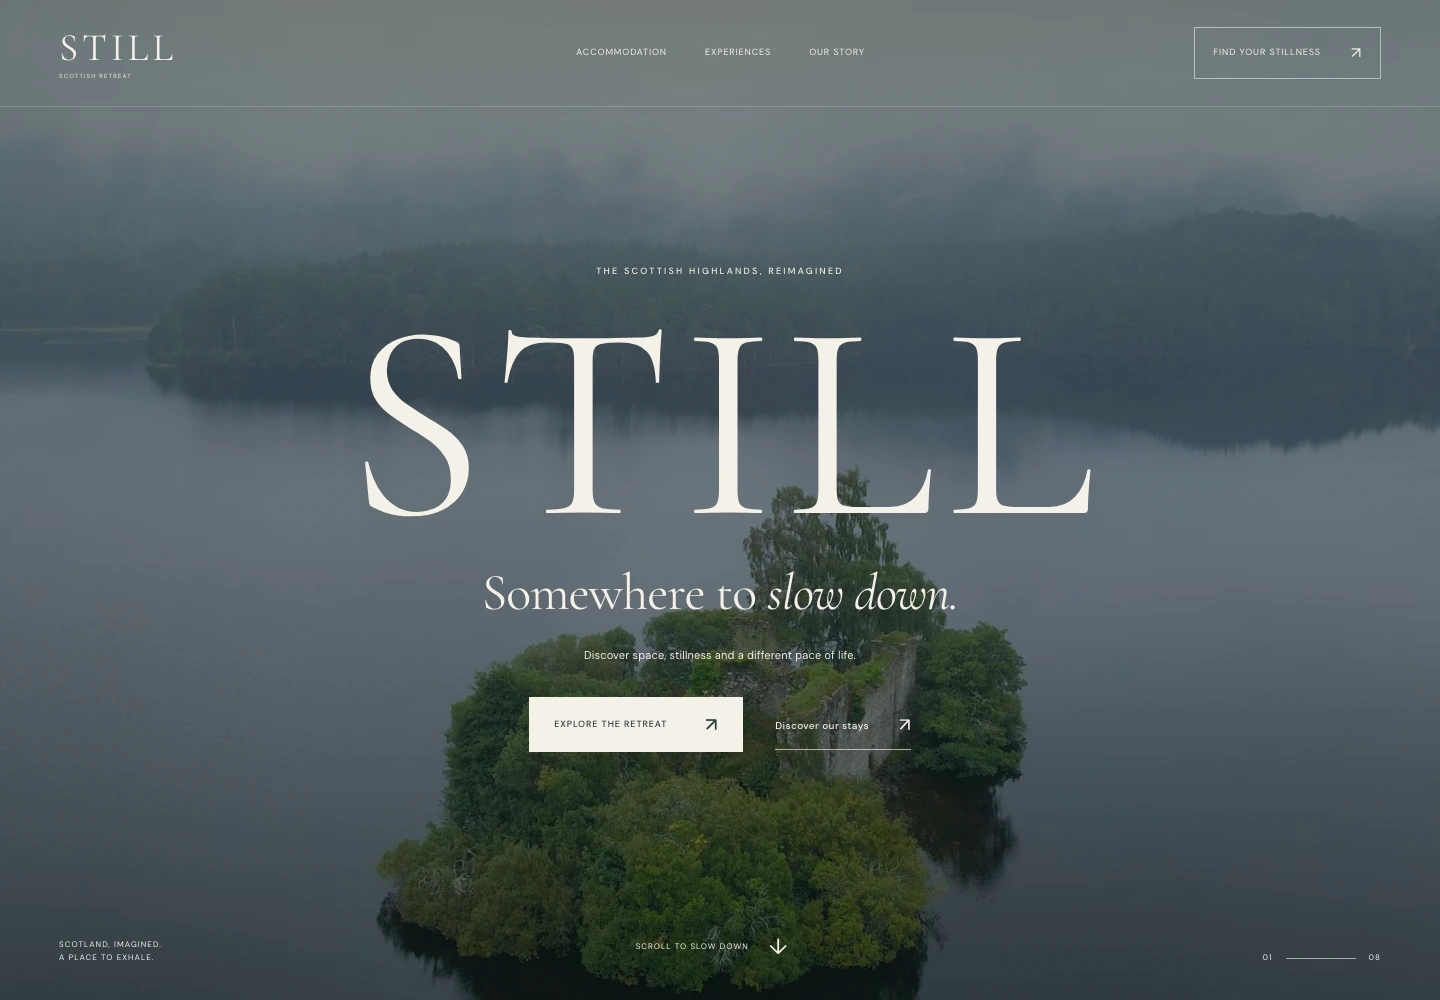 STILL
SCOTTISH RETREAT
ACCOMMODATION
EXPERIENCES
OUR STORY
FIND YOUR STILLNESS
THE SCOTTISH HIGHLANDS, REIMAGINED
STILL
Somewhere to slow down.
Discover space, stillness and a different pace of life.
EXPLORE THE RETREAT
Discover our stays
SCOTLAND, IMAGINED.
A PLACE TO EXHALE.
SCROLL TO SLOW DOWN
01
08